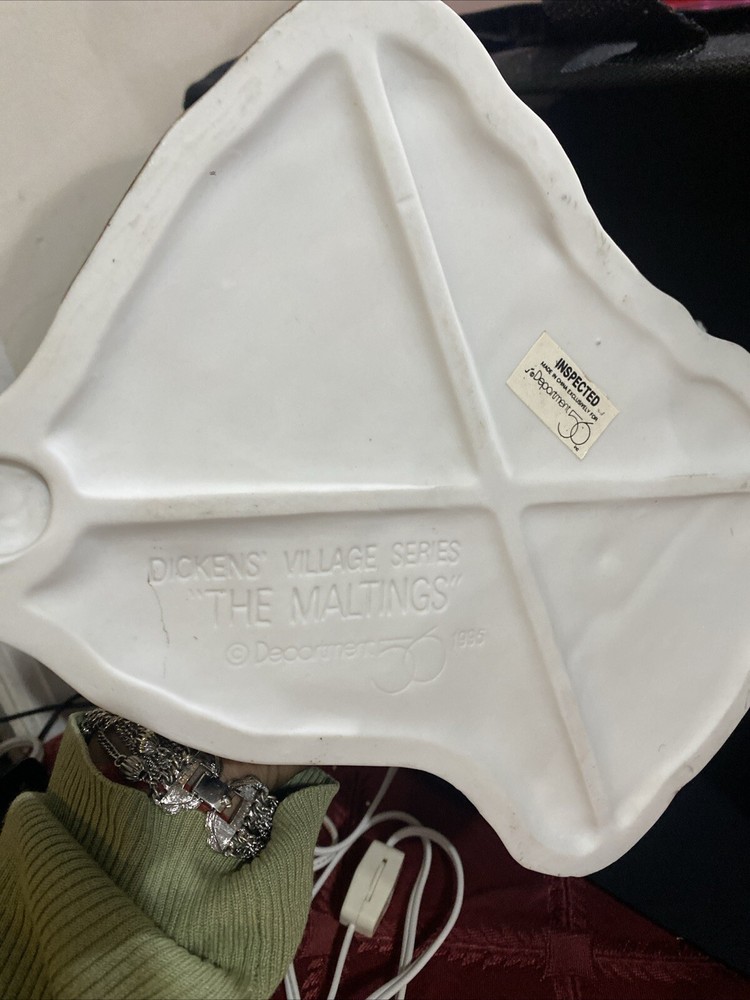 INSPECTED
MADE IN CHINA EXCLUSIVELY FOR
Department 56
DICKENS' VILLAGE SERIES
"THE MALTINGS"
© Department 56 1995